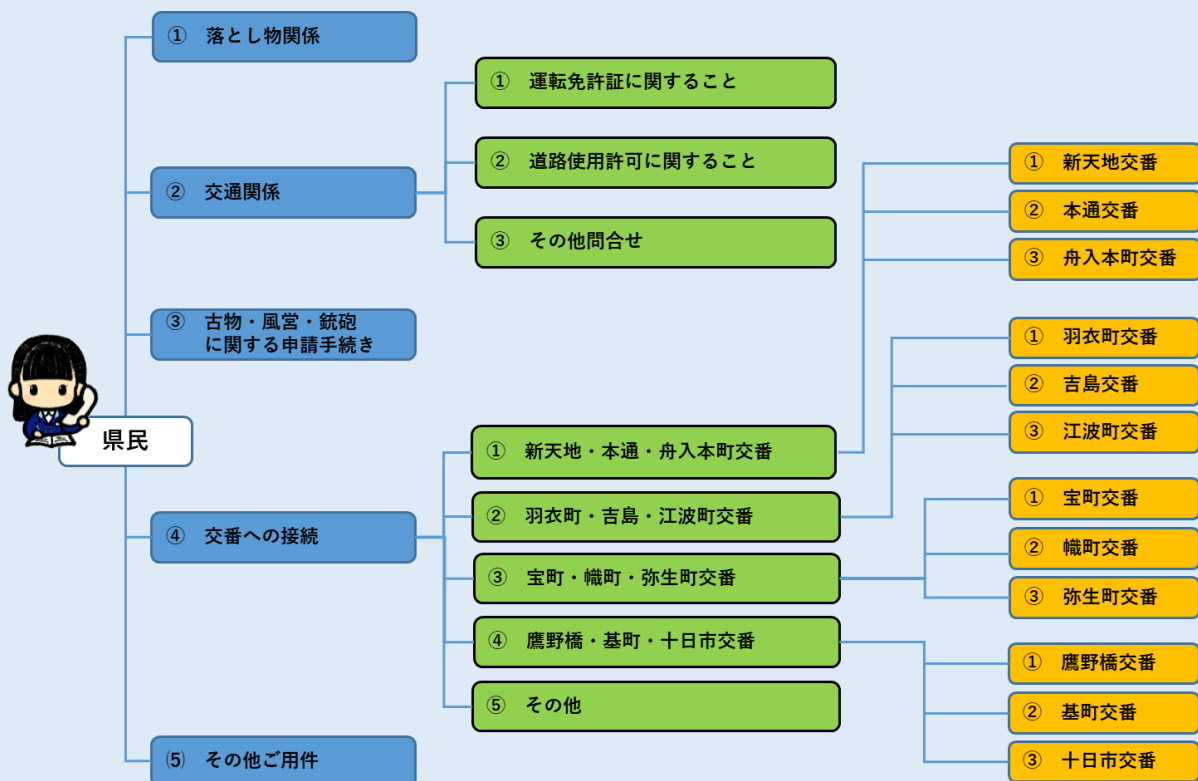 ① 落とし物関係
② 交通関係
① 運転免許証に関すること
② 道路使用許可に関すること
③ その他問合せ
③ 古物・風営・銃砲
に関する申請手続き
県民
④ 交番への接続
① 新天地・本通・舟入本町交番
① 新天地交番
② 本通交番
③ 舟入本町交番
② 羽衣町・吉島・江波町交番
① 羽衣町交番
② 吉島交番
③ 江波町交番
③ 宝町・幟町・弥生町交番
① 宝町交番
② 幟町交番
③ 弥生町交番
④ 鷹野橋・基町・十日市交番
① 鷹野橋交番
② 基町交番
③ 十日市交番
⑤ その他
⑸ その他ご用件